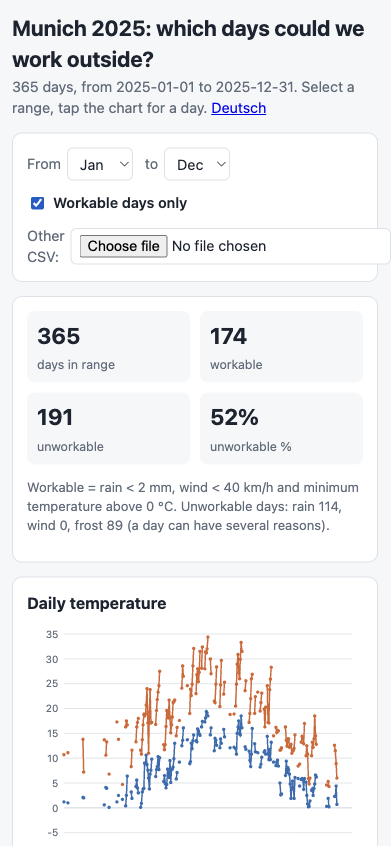 Munich 2025: which days could we
work outside?
365 days, from 2025-01-01 to 2025-12-31. Select a
range, tap the chart for a day. Deutsch
From Jan to Dec
Workable days only
Other
CSV: Choose file No file chosen
365 174
days in range workable
191 52%
unworkable unworkable %
Workable = rain < 2 mm, wind < 40 km/h and minimum
temperature above 0 °C. Unworkable days: rain 114,
wind 0, frost 89 (a day can have several reasons).
Daily temperature
35
30
25
20
15
10
5
0
-5